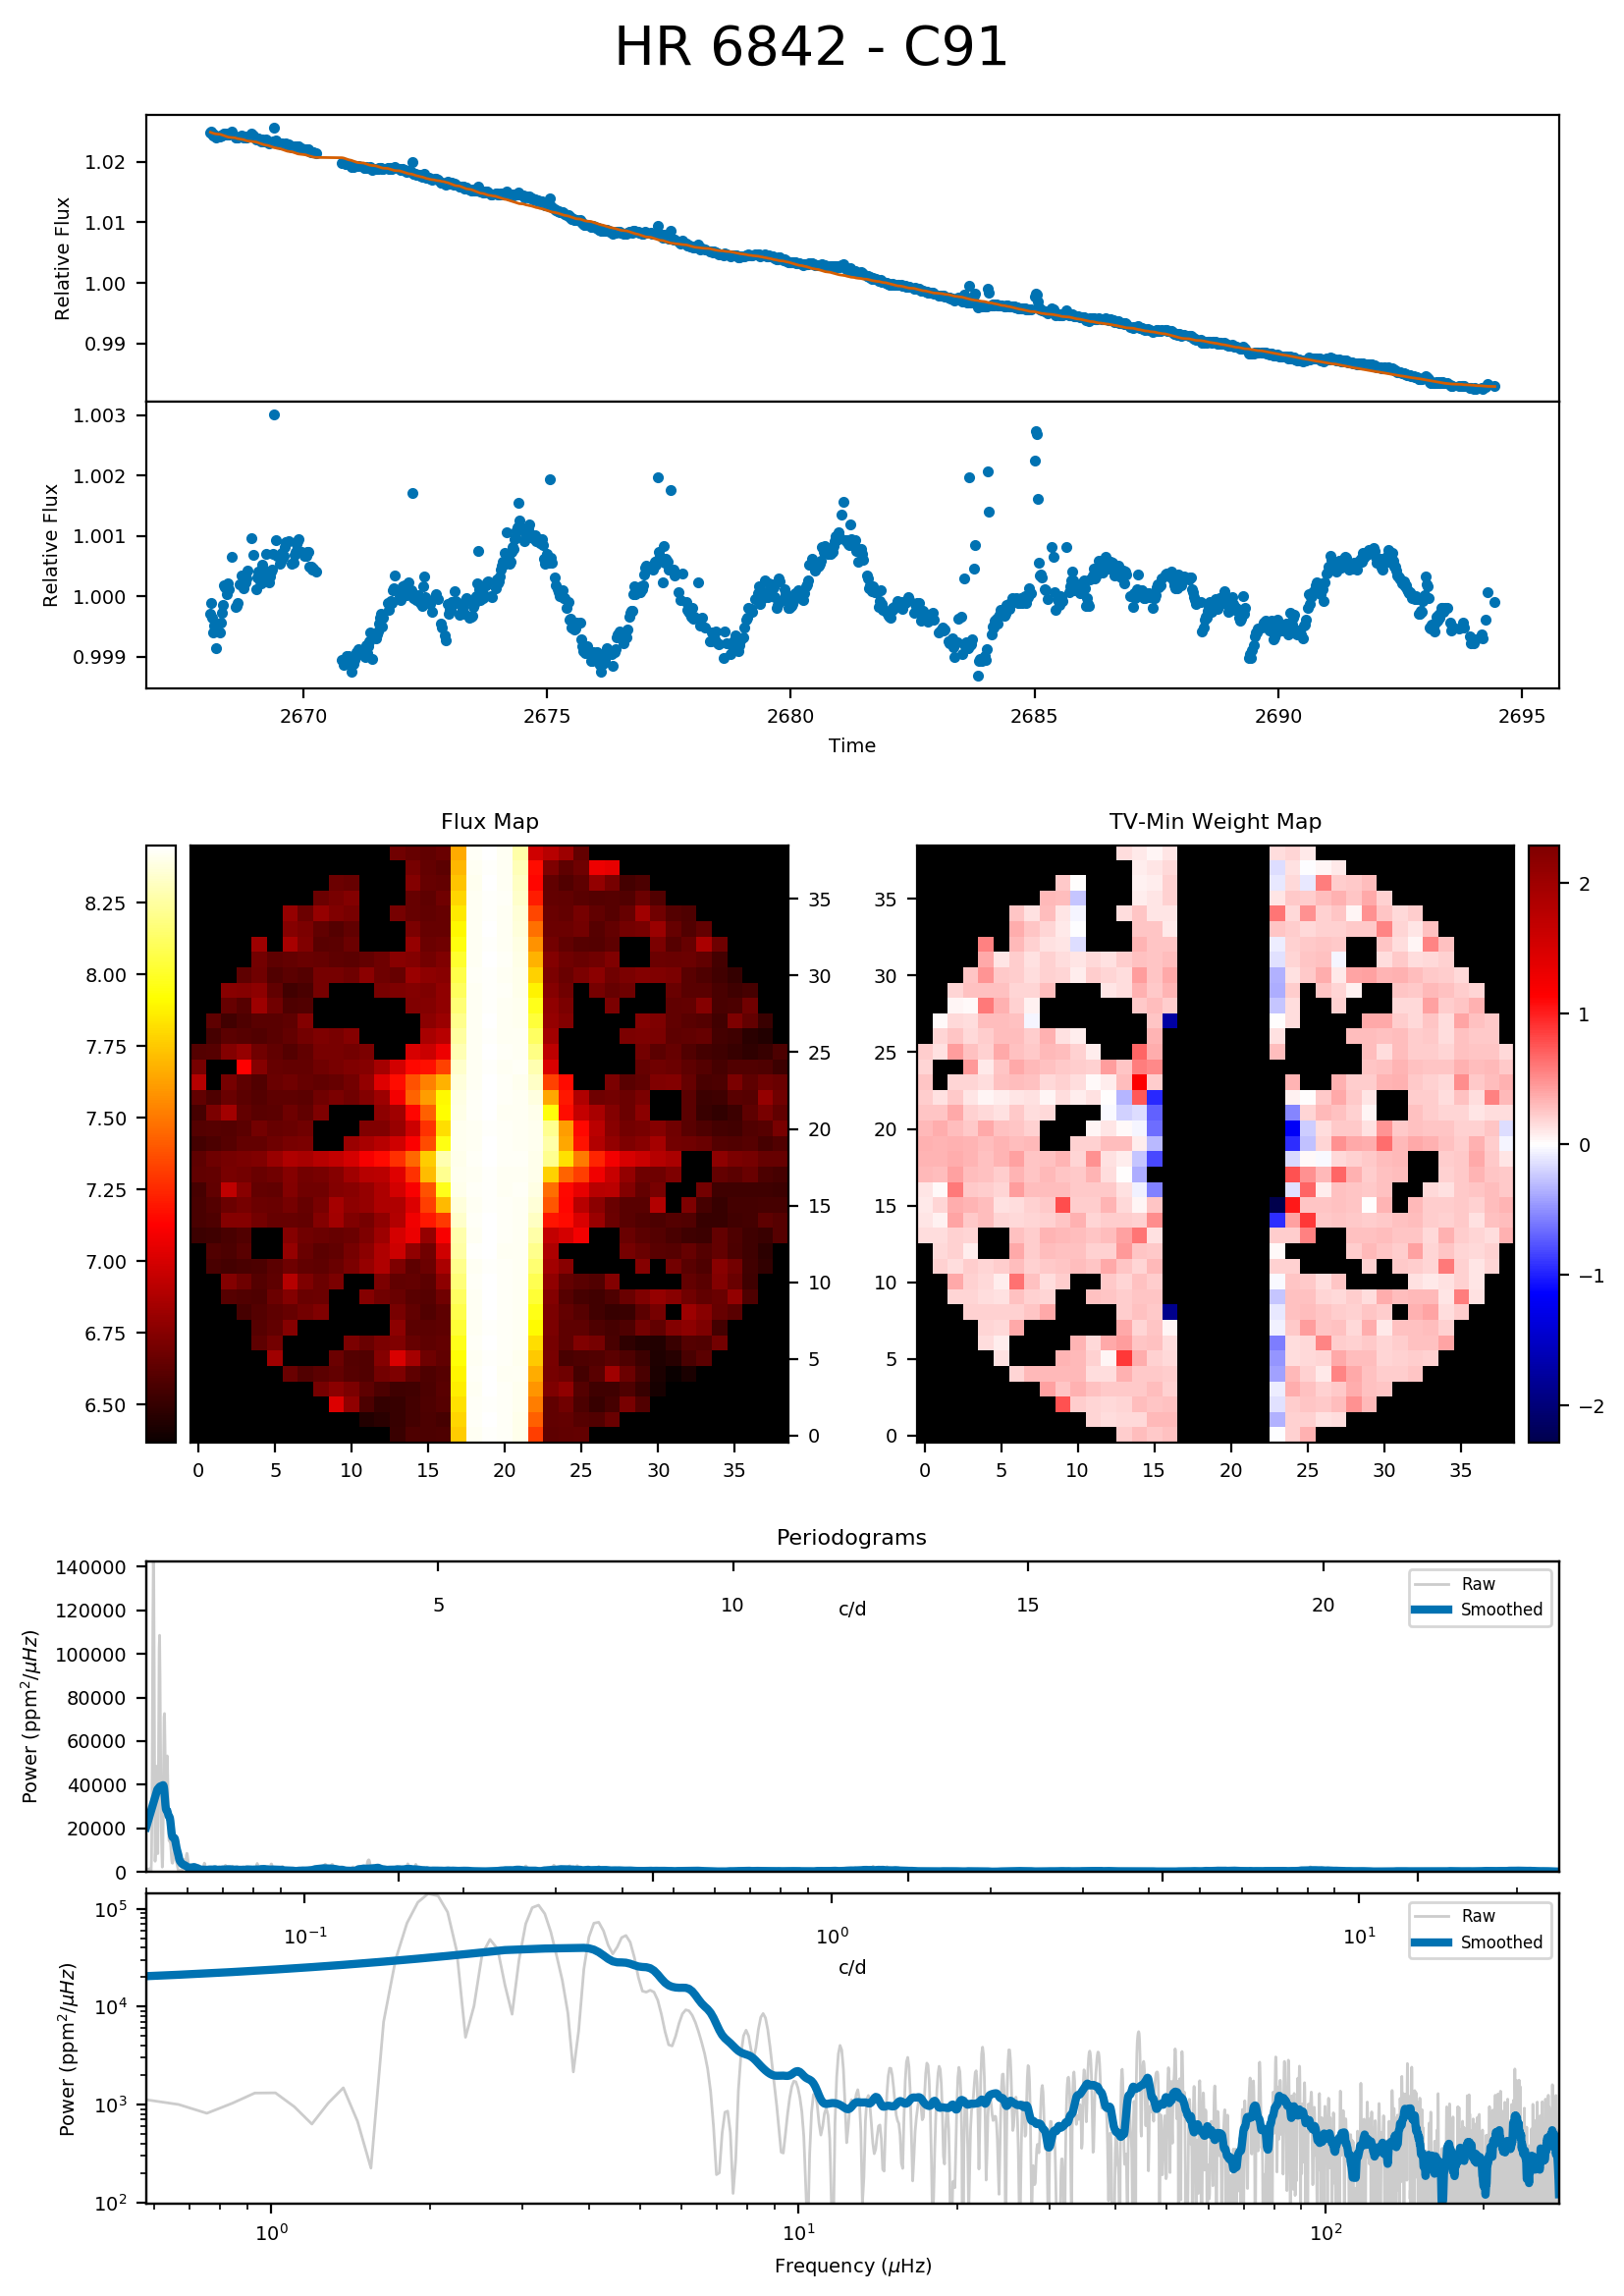 HR 6842 - C91
Relative Flux
1.02
1.01
1.00
0.99
Relative Flux
1.003
1.002
1.001
1.000
0.999
2670 2675 2680 2685 2690 2695
Time
Flux Map
8.25
8.00
7.75
7.50
7.25
7.00
6.75
6.50
35
30
25
20
15
10
5
0
0 5 10 15 20 25 30 35
TV-Min Weight Map
35
30
25
20
15
10
5
0
0 5 10 15 20 25 30 35
2
1
0
−1
−2
Periodograms
Power (ppm²/μHz)
140000
120000
100000
80000
60000
40000
20000
0
5 10 15 20
c/d
Raw
Smoothed
Power (ppm²/μHz)
10⁵
10⁴
10³
10²
10⁻¹ 10⁰ 10¹
c/d
Raw
Smoothed
10⁰ 10¹ 10²
Frequency (μHz)